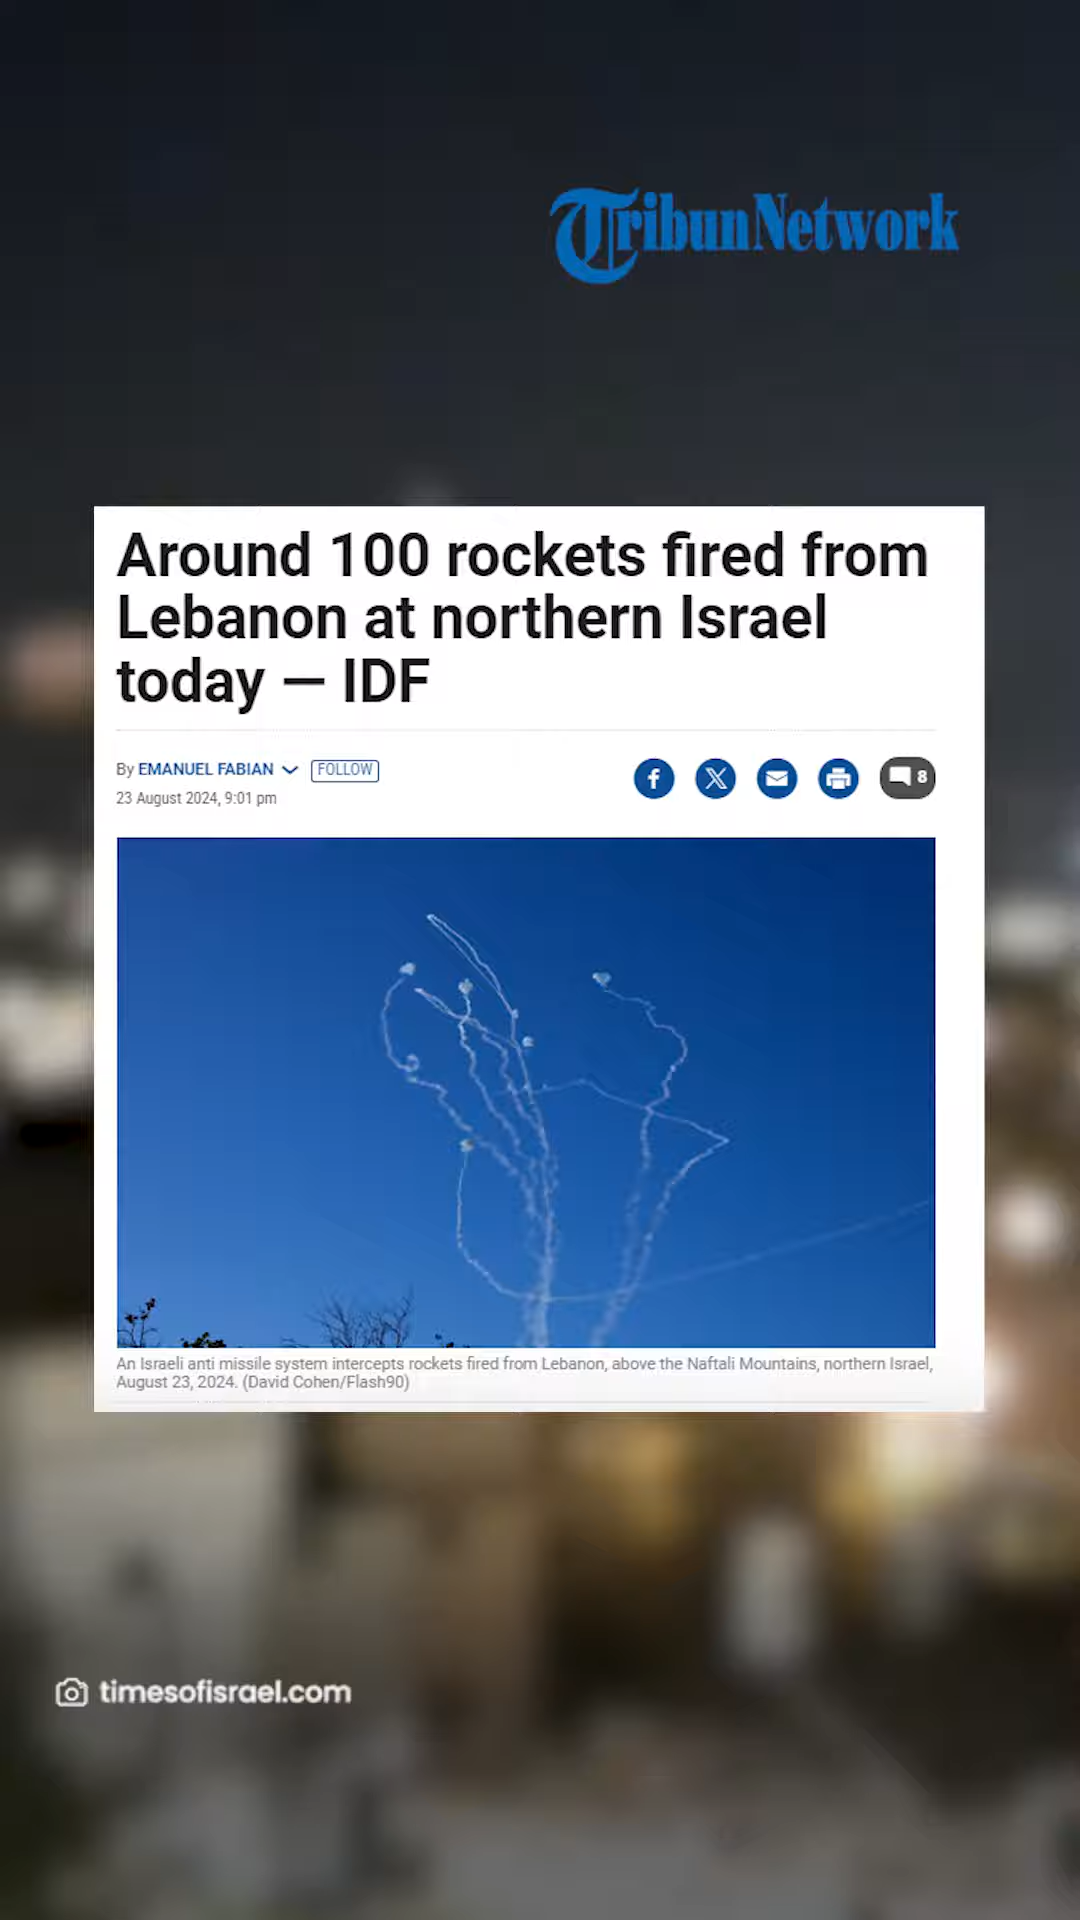 TribunNetwork
Around 100 rockets fired from
Lebanon at northern Israel
today — IDF
By EMANUEL FABIAN FOLLOW
23 August 2024, 9:01 pm
8
An Israeli anti missile system intercepts rockets fired from Lebanon, above the Naftali Mountains, northern Israel,
August 23, 2024. (David Cohen/Flash90)
timesofisrael.com